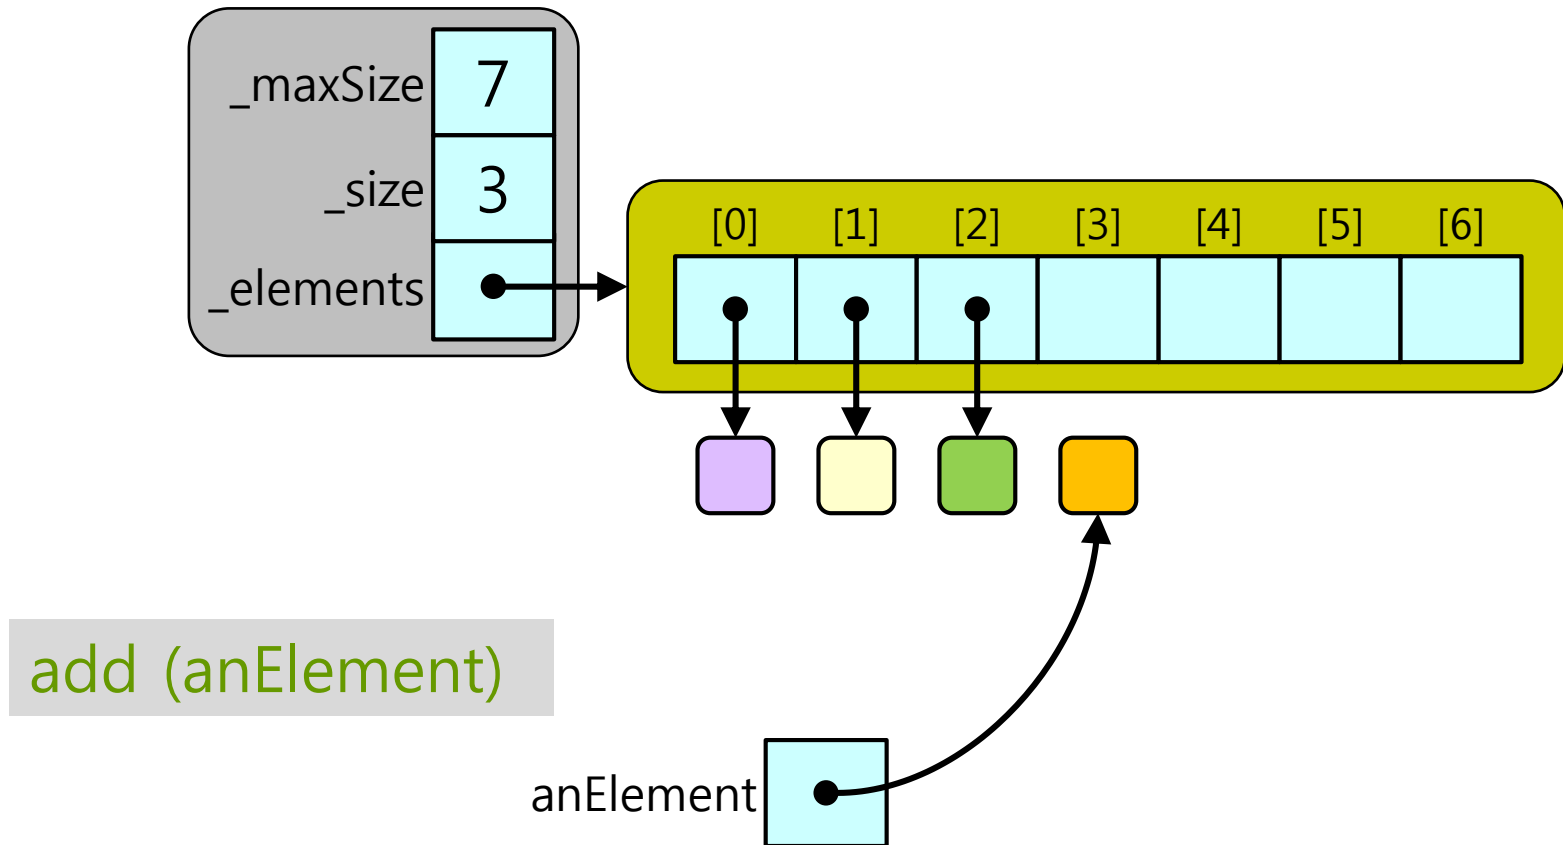 _maxSize 7
_size 3
_elements
[0] [1] [2] [3] [4] [5] [6]
add (anElement)
anElement